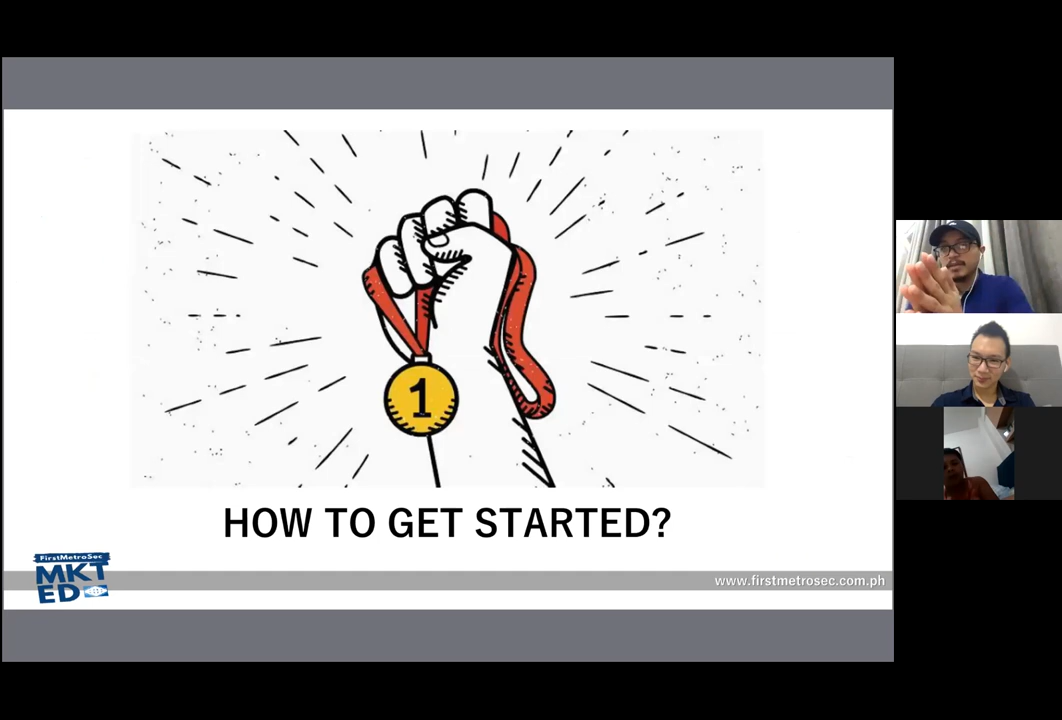 1
HOW TO GET STARTED?
FirstMetroSec
MKT
ED
www.firstmetrosec.com.ph